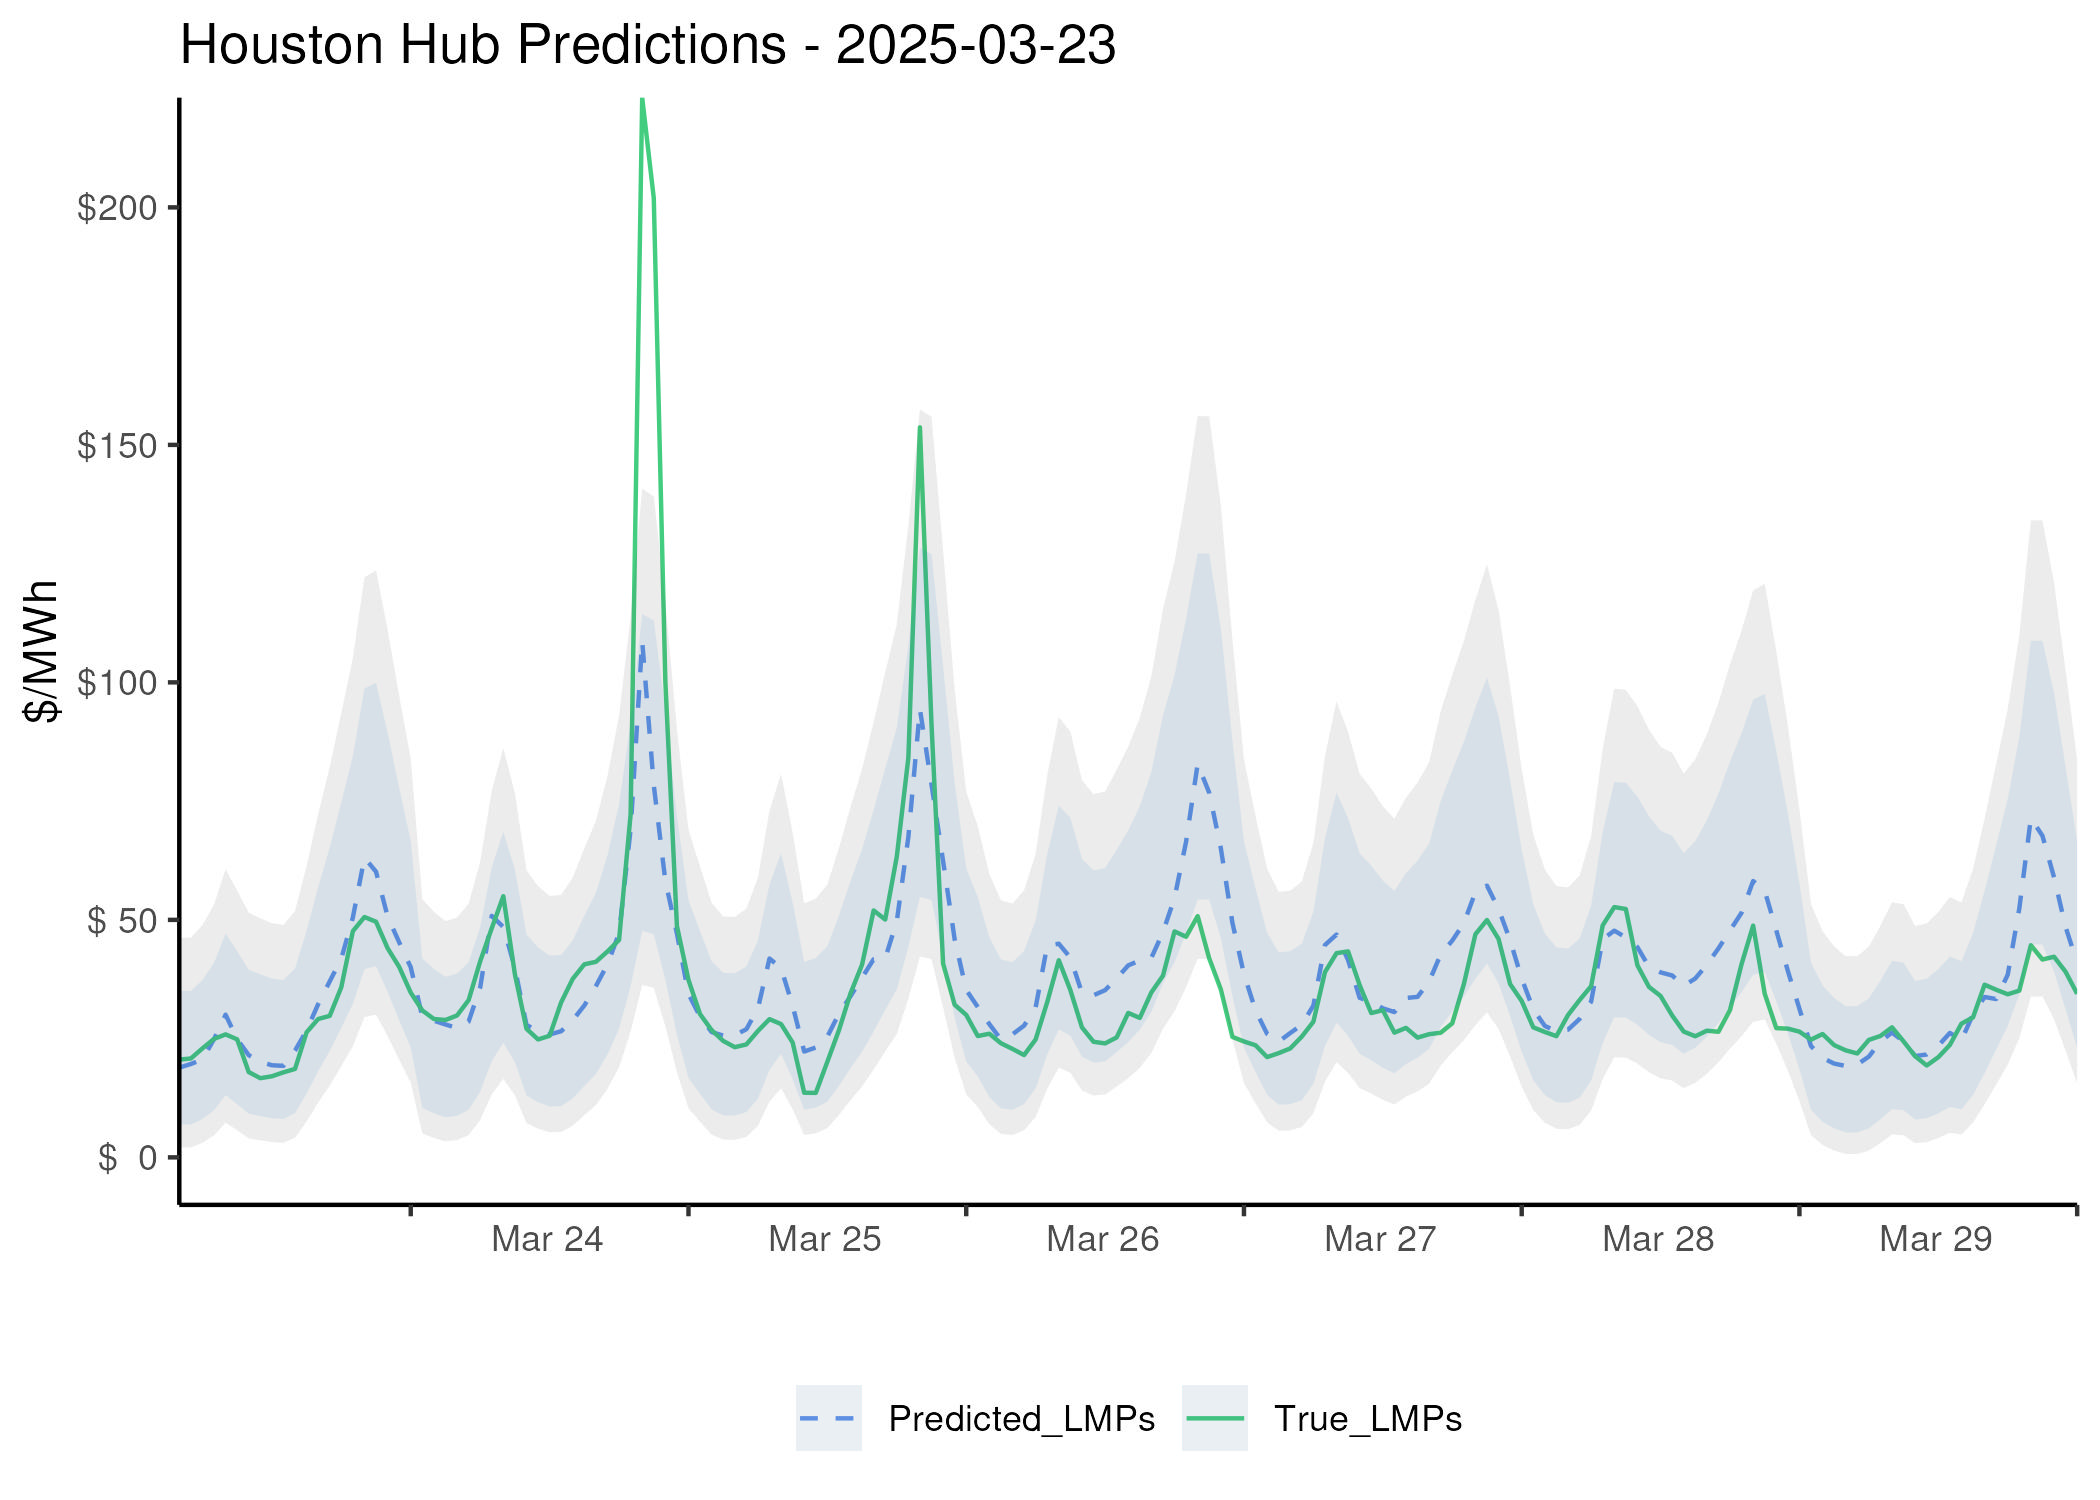 Houston Hub Predictions - 2025-03-23
$/MWh
$200
$150
$100
$ 50
$  0
Mar 24
Mar 25
Mar 26
Mar 27
Mar 28
Mar 29
Predicted_LMPs
True_LMPs